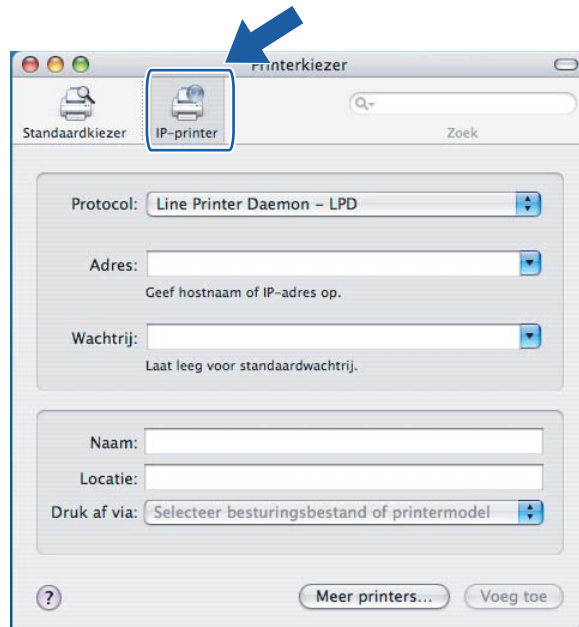 Printerkiezer
Standaardkiezer
IP-printer
Zoek
Protocol: Line Printer Daemon – LPD
Adres:
Geef hostnaam of IP-adres op.
Wachtrij:
Laat leeg voor standaardwachtrij.
Naam:
Locatie:
Druk af via: Selecteer besturingsbestand of printermodel
? Meer printers... Voeg toe